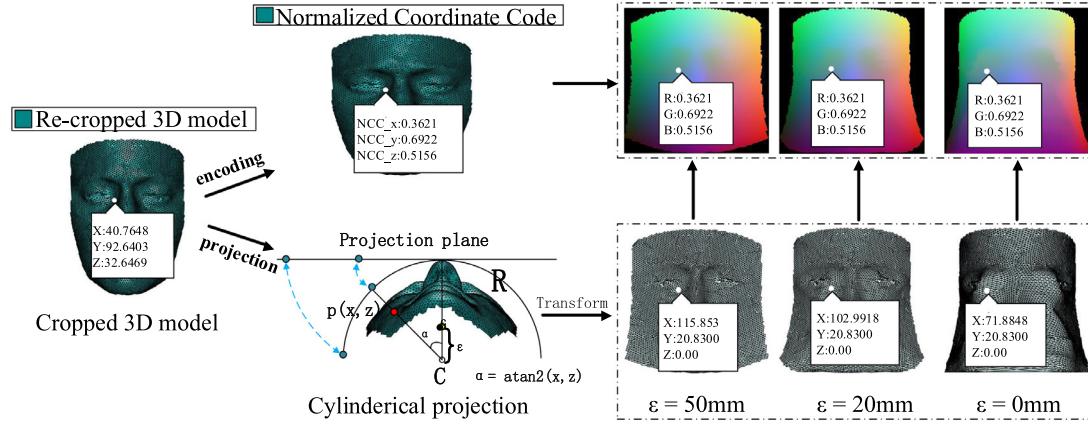 Normalized Coordinate Code
Re-cropped 3D model
encoding
projection
X:40.7648
Y:92.6403
Z:32.6469
Cropped 3D model
NCC_x:0.3621
NCC_y:0.6922
NCC_z:0.5156
Projection plane
R
p(x,z)
α
ε
C
α = atan2(x,z)
Cylindrical projection
Transform
R:0.3621
G:0.6922
B:0.5156
R:0.3621
G:0.6922
B:0.5156
R:0.3621
G:0.6922
B:0.5156
X:115.853
Y:20.8300
Z:0.00
X:102.9918
Y:20.8300
Z:0.00
X:71.8848
Y:20.8300
Z:0.00
ε = 50mm
ε = 20mm
ε = 0mm